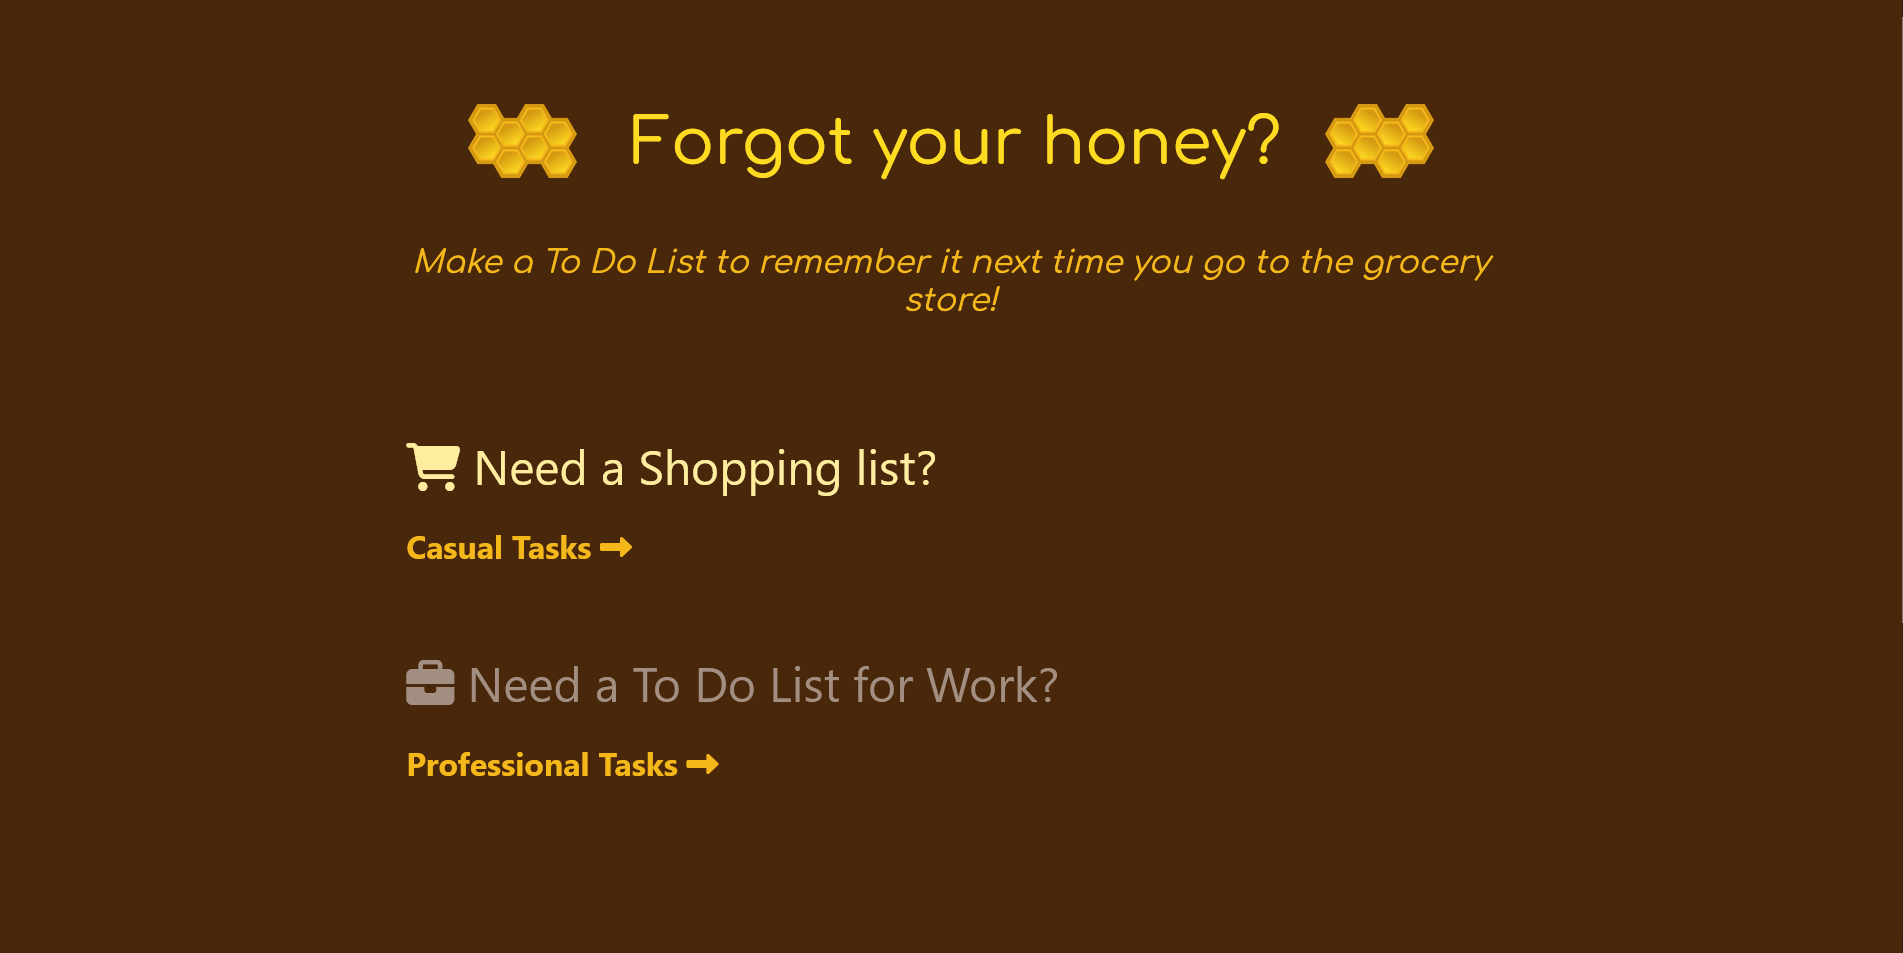 Forgot your honey?
Make a To Do List to remember it next time you go to the grocery
store!
Need a Shopping list?
Casual Tasks
Need a To Do List for Work?
Professional Tasks